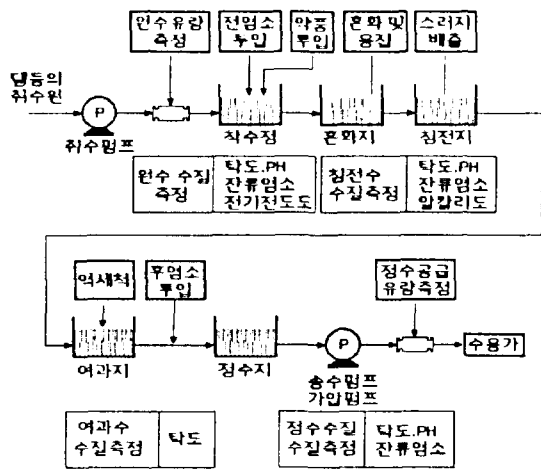 원수유량
측정
전염소
투입
약품
투입
혼화 및
응집
스러지
배출
댐등의
취수원
P
취수펌프
착수정
혼화지
침전지
원수 수질
측정
탁도.PH
잔류염소
전기전도도
침전수
수질측정
탁도.PH
잔류염소
알칼리도
역세척
후염소
투입
정수공급
유량측정
여과지
정수지
P
송수펌프
가압펌프
수용가
여과수
수질측정
탁도
정수수질
수질측정
탁도.PH
잔류염소